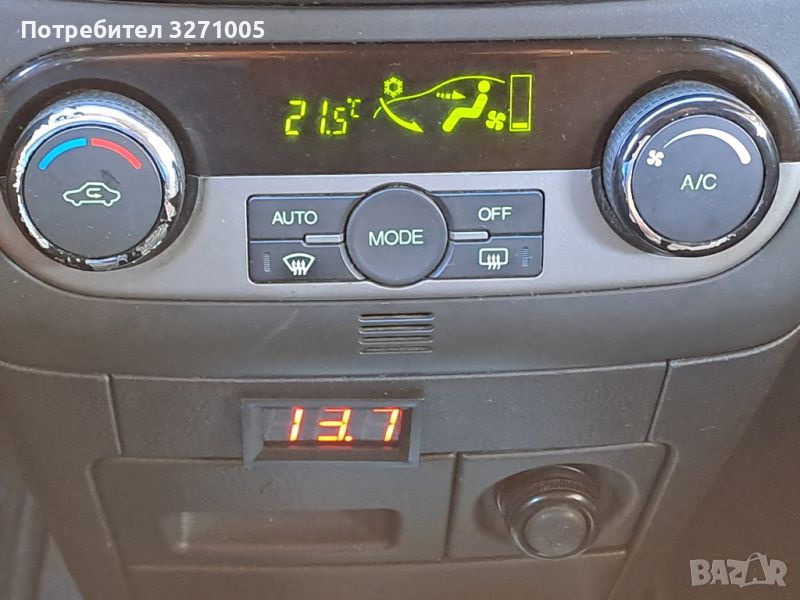 Потребител 3271005
21.5°C
AUTO
OFF
MODE
A/C
13.7
BAZAR